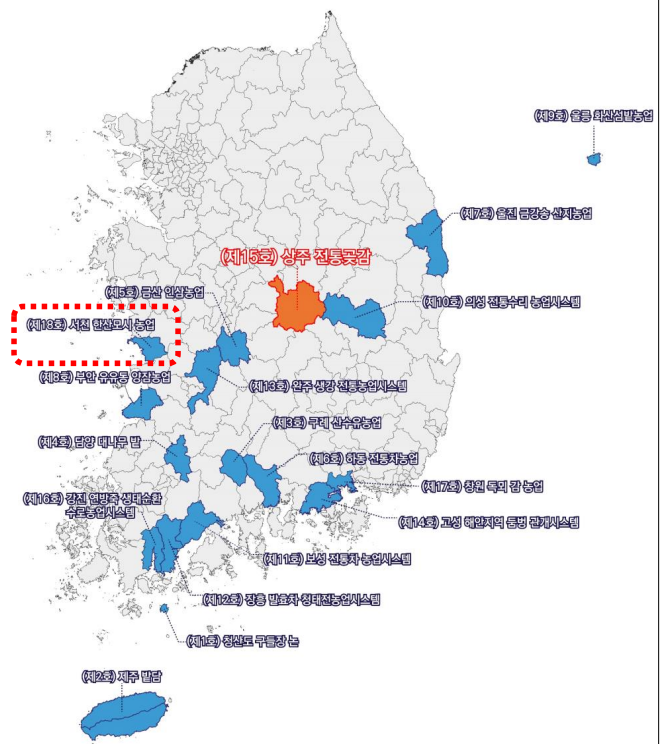 (제9호) 울릉 화산섬밭농업
(제7호) 울진 금강송 산지농업
(제15호) 상주 전통곶감
(제5호) 금산 인삼농업
(제10호) 의성 전통수리 농업시스템
(제18호) 서천 한산모시 농업
(제8호) 부안 유유동 양잠농업
(제13호) 완주 생강 전통농업시스템
(제3호) 구례 산수유농업
(제4호) 담양 대나무 밭
(제6호) 하동 전통차농업
(제17호) 창원 독뫼 감 농업
(제16호) 강진 연방죽 생태순환
수로농업시스템
(제14호) 고성 해안지역 둠벙 관개시스템
(제11호) 보성 전통차 농업시스템
(제12호) 장흥 발효차 청태전농업시스템
(제1호) 청산도 구들장 논
(제2호) 제주 밭담